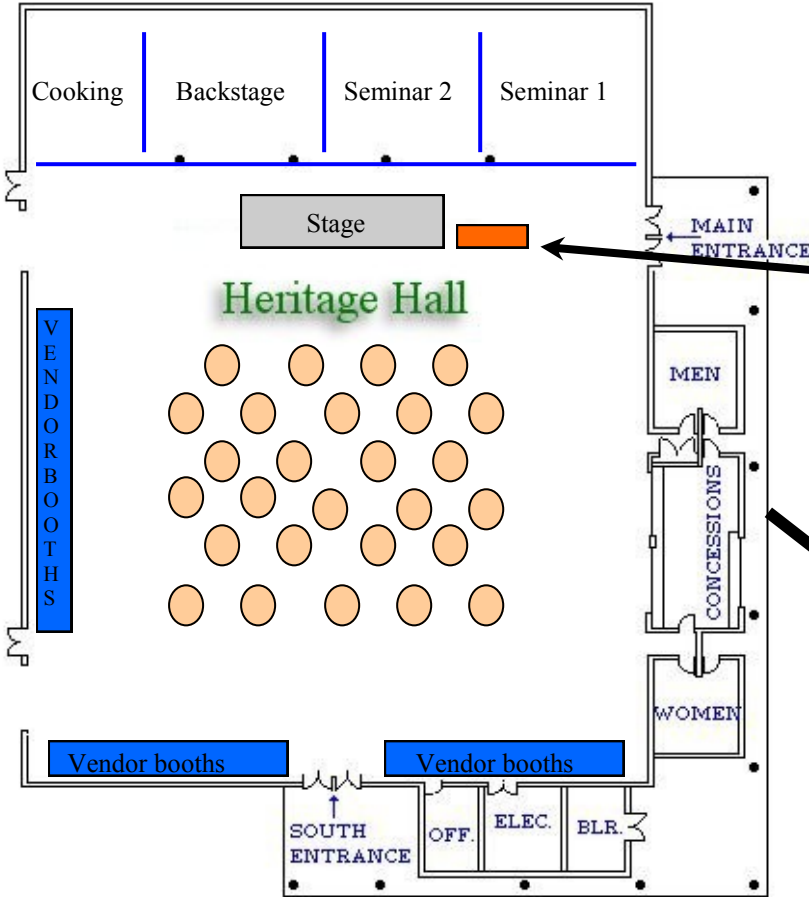 Cooking
Backstage
Seminar 2
Seminar 1
Stage
MAIN
ENTRANCE
Heritage Hall
VENDORBOOTHS
MEN
CONCESSIONS
WOMEN
Vendor booths
Vendor booths
SOUTH
ENTRANCE
OFF.
ELEC.
BLR.